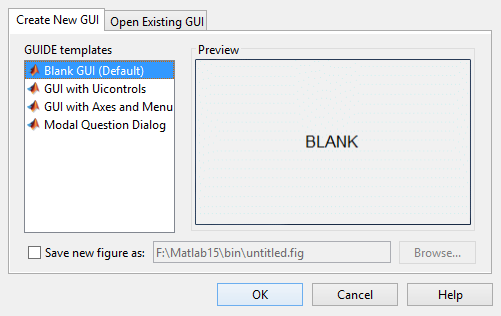 Create New GUI
Open Existing GUI
GUIDE templates
Blank GUI (Default)
GUI with Uicontrols
GUI with Axes and Menu
Modal Question Dialog
Preview
BLANK
Save new figure as:
F:\Matlab15\bin\untitled.fig
Browse...
OK
Cancel
Help